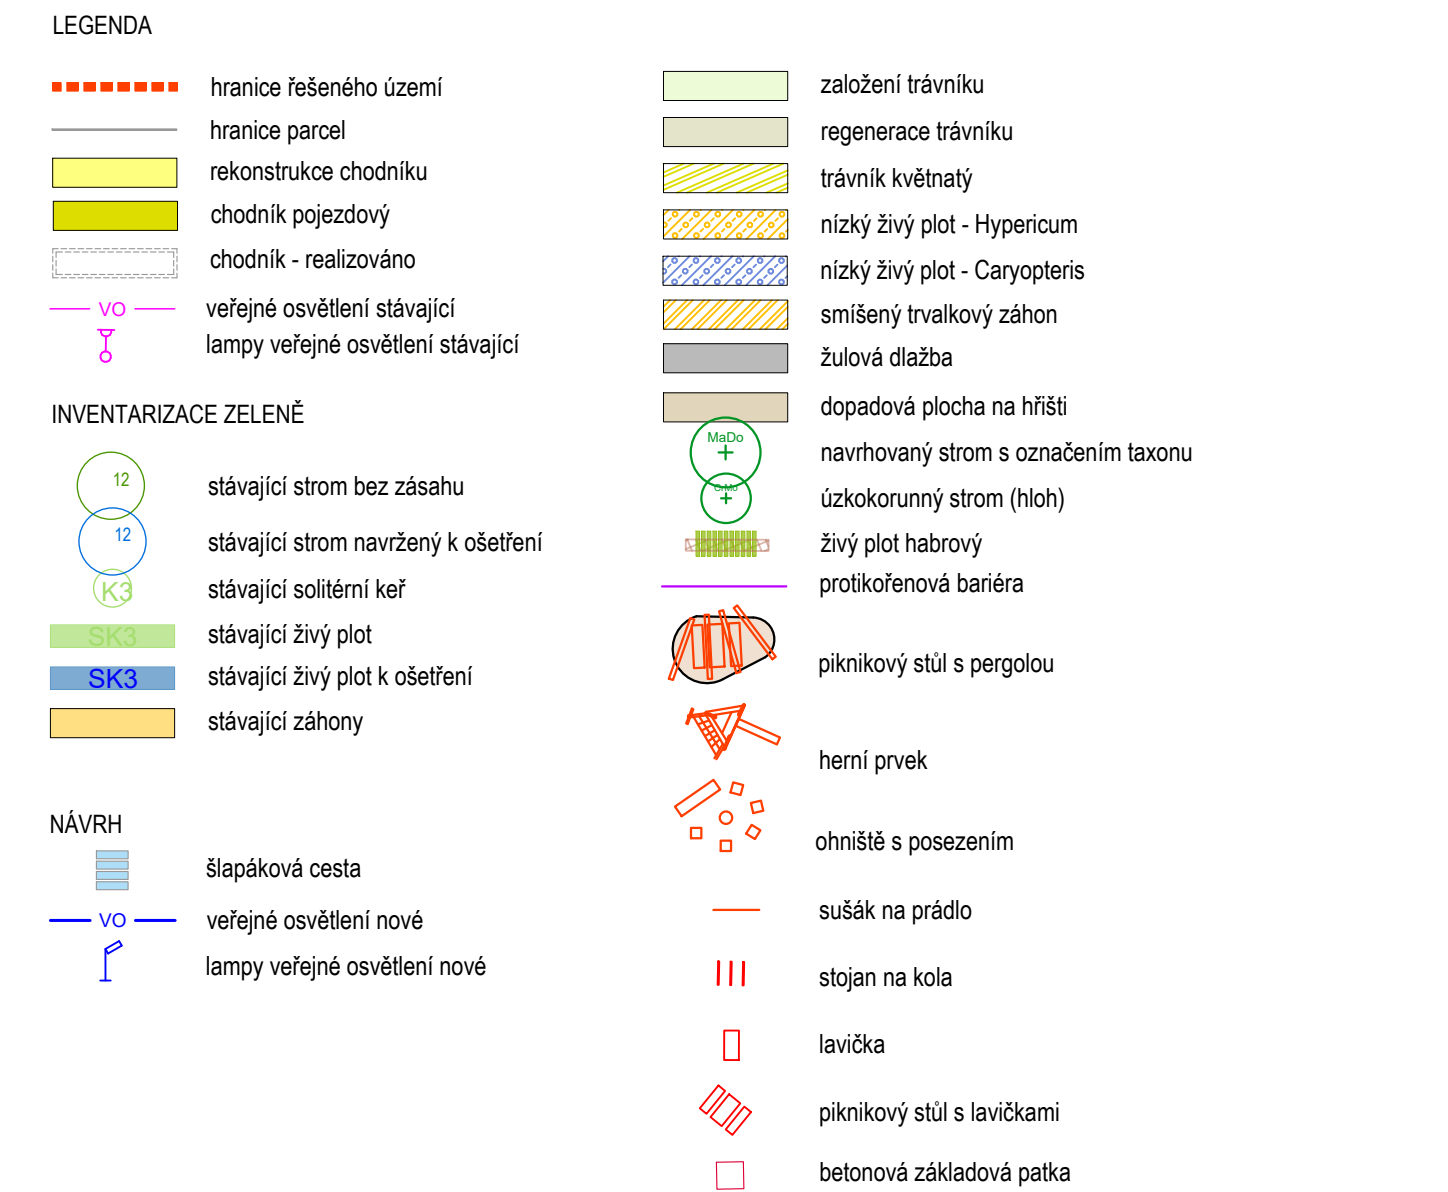 LEGENDA
hranice řešeného území
hranice parcel
rekonstrukce chodníku
chodník pojezdový
chodník - realizováno
VO veřejné osvětlení stávající
lampy veřejné osvětlení stávající
INVENTARIZACE ZELENĚ
12 stávající strom bez zásahu
12 stávající strom navržený k ošetření
K3 stávající solitérní keř
SK3 stávající živý plot
SK3 stávající živý plot k ošetření
stávající záhony
NÁVRH
šlapáková cesta
VO veřejné osvětlení nové
lampy veřejné osvětlení nové
založení trávníku
regenerace trávníku
trávník květnatý
nízký živý plot - Hypericum
nízký živý plot - Caryopteris
smíšený trvalkový záhon
žulová dlažba
dopadová plocha na hřišti
MaDo navrhovaný strom s označením taxonu
CrMo úzkokorunný strom (hloh)
živý plot habrový
protikořenová bariéra
piknikový stůl s pergolou
herní prvek
ohniště s posezením
sušák na prádlo
stojan na kola
lavička
piknikový stůl s lavičkami
betonová základová patka